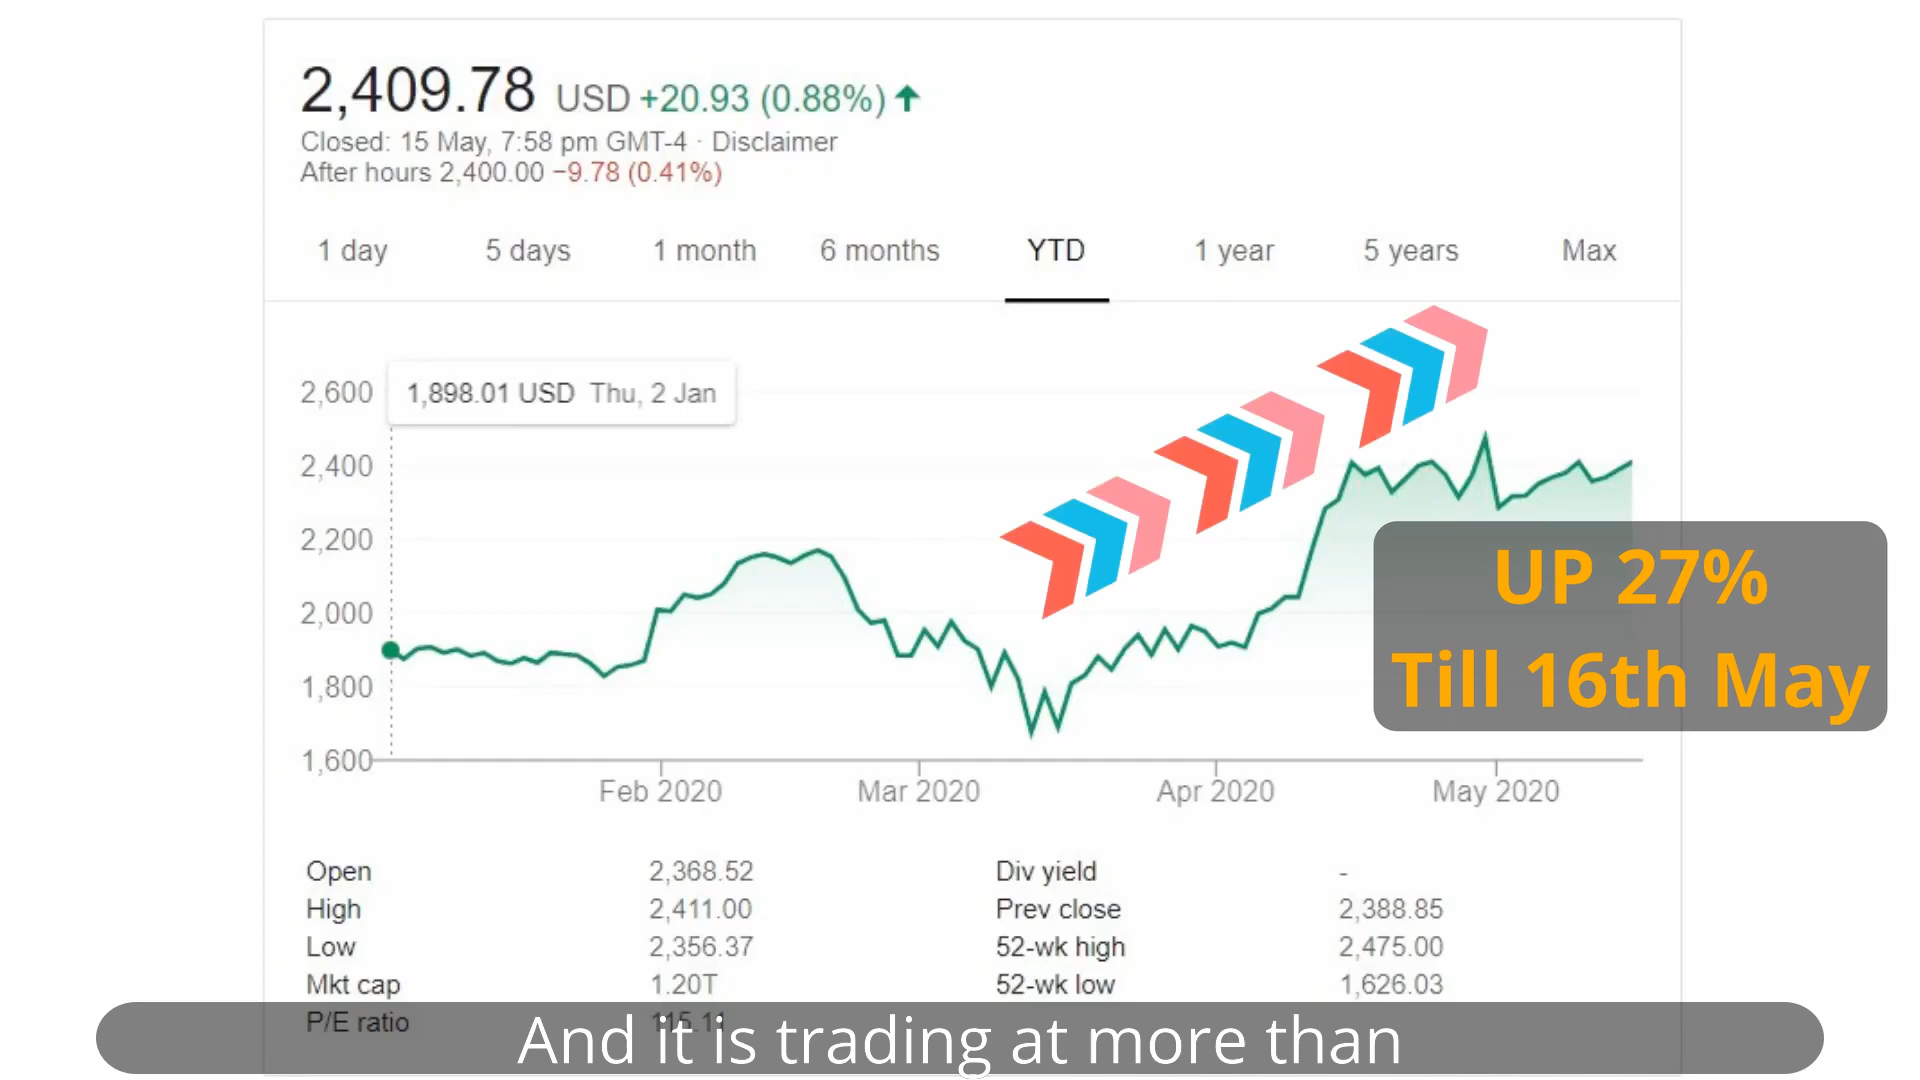 2,409.78 USD +20.93 (0.88%)
Closed: 15 May, 7:58 pm GMT-4 · Disclaimer
After hours 2,400.00 −9.78 (0.41%)
1 day 5 days 1 month 6 months YTD 1 year 5 years Max
1,898.01 USD Thu, 2 Jan
2,600
2,400
2,200
2,000
1,800
1,600
Feb 2020 Mar 2020 Apr 2020 May 2020
UP 27%
Till 16th May
Open 2,368.52 Div yield -
High 2,411.00 Prev close 2,388.85
Low 2,356.37 52-wk high 2,475.00
Mkt cap 1.20T 52-wk low 1,626.03
P/E ratio 115.11
And it is trading at more than